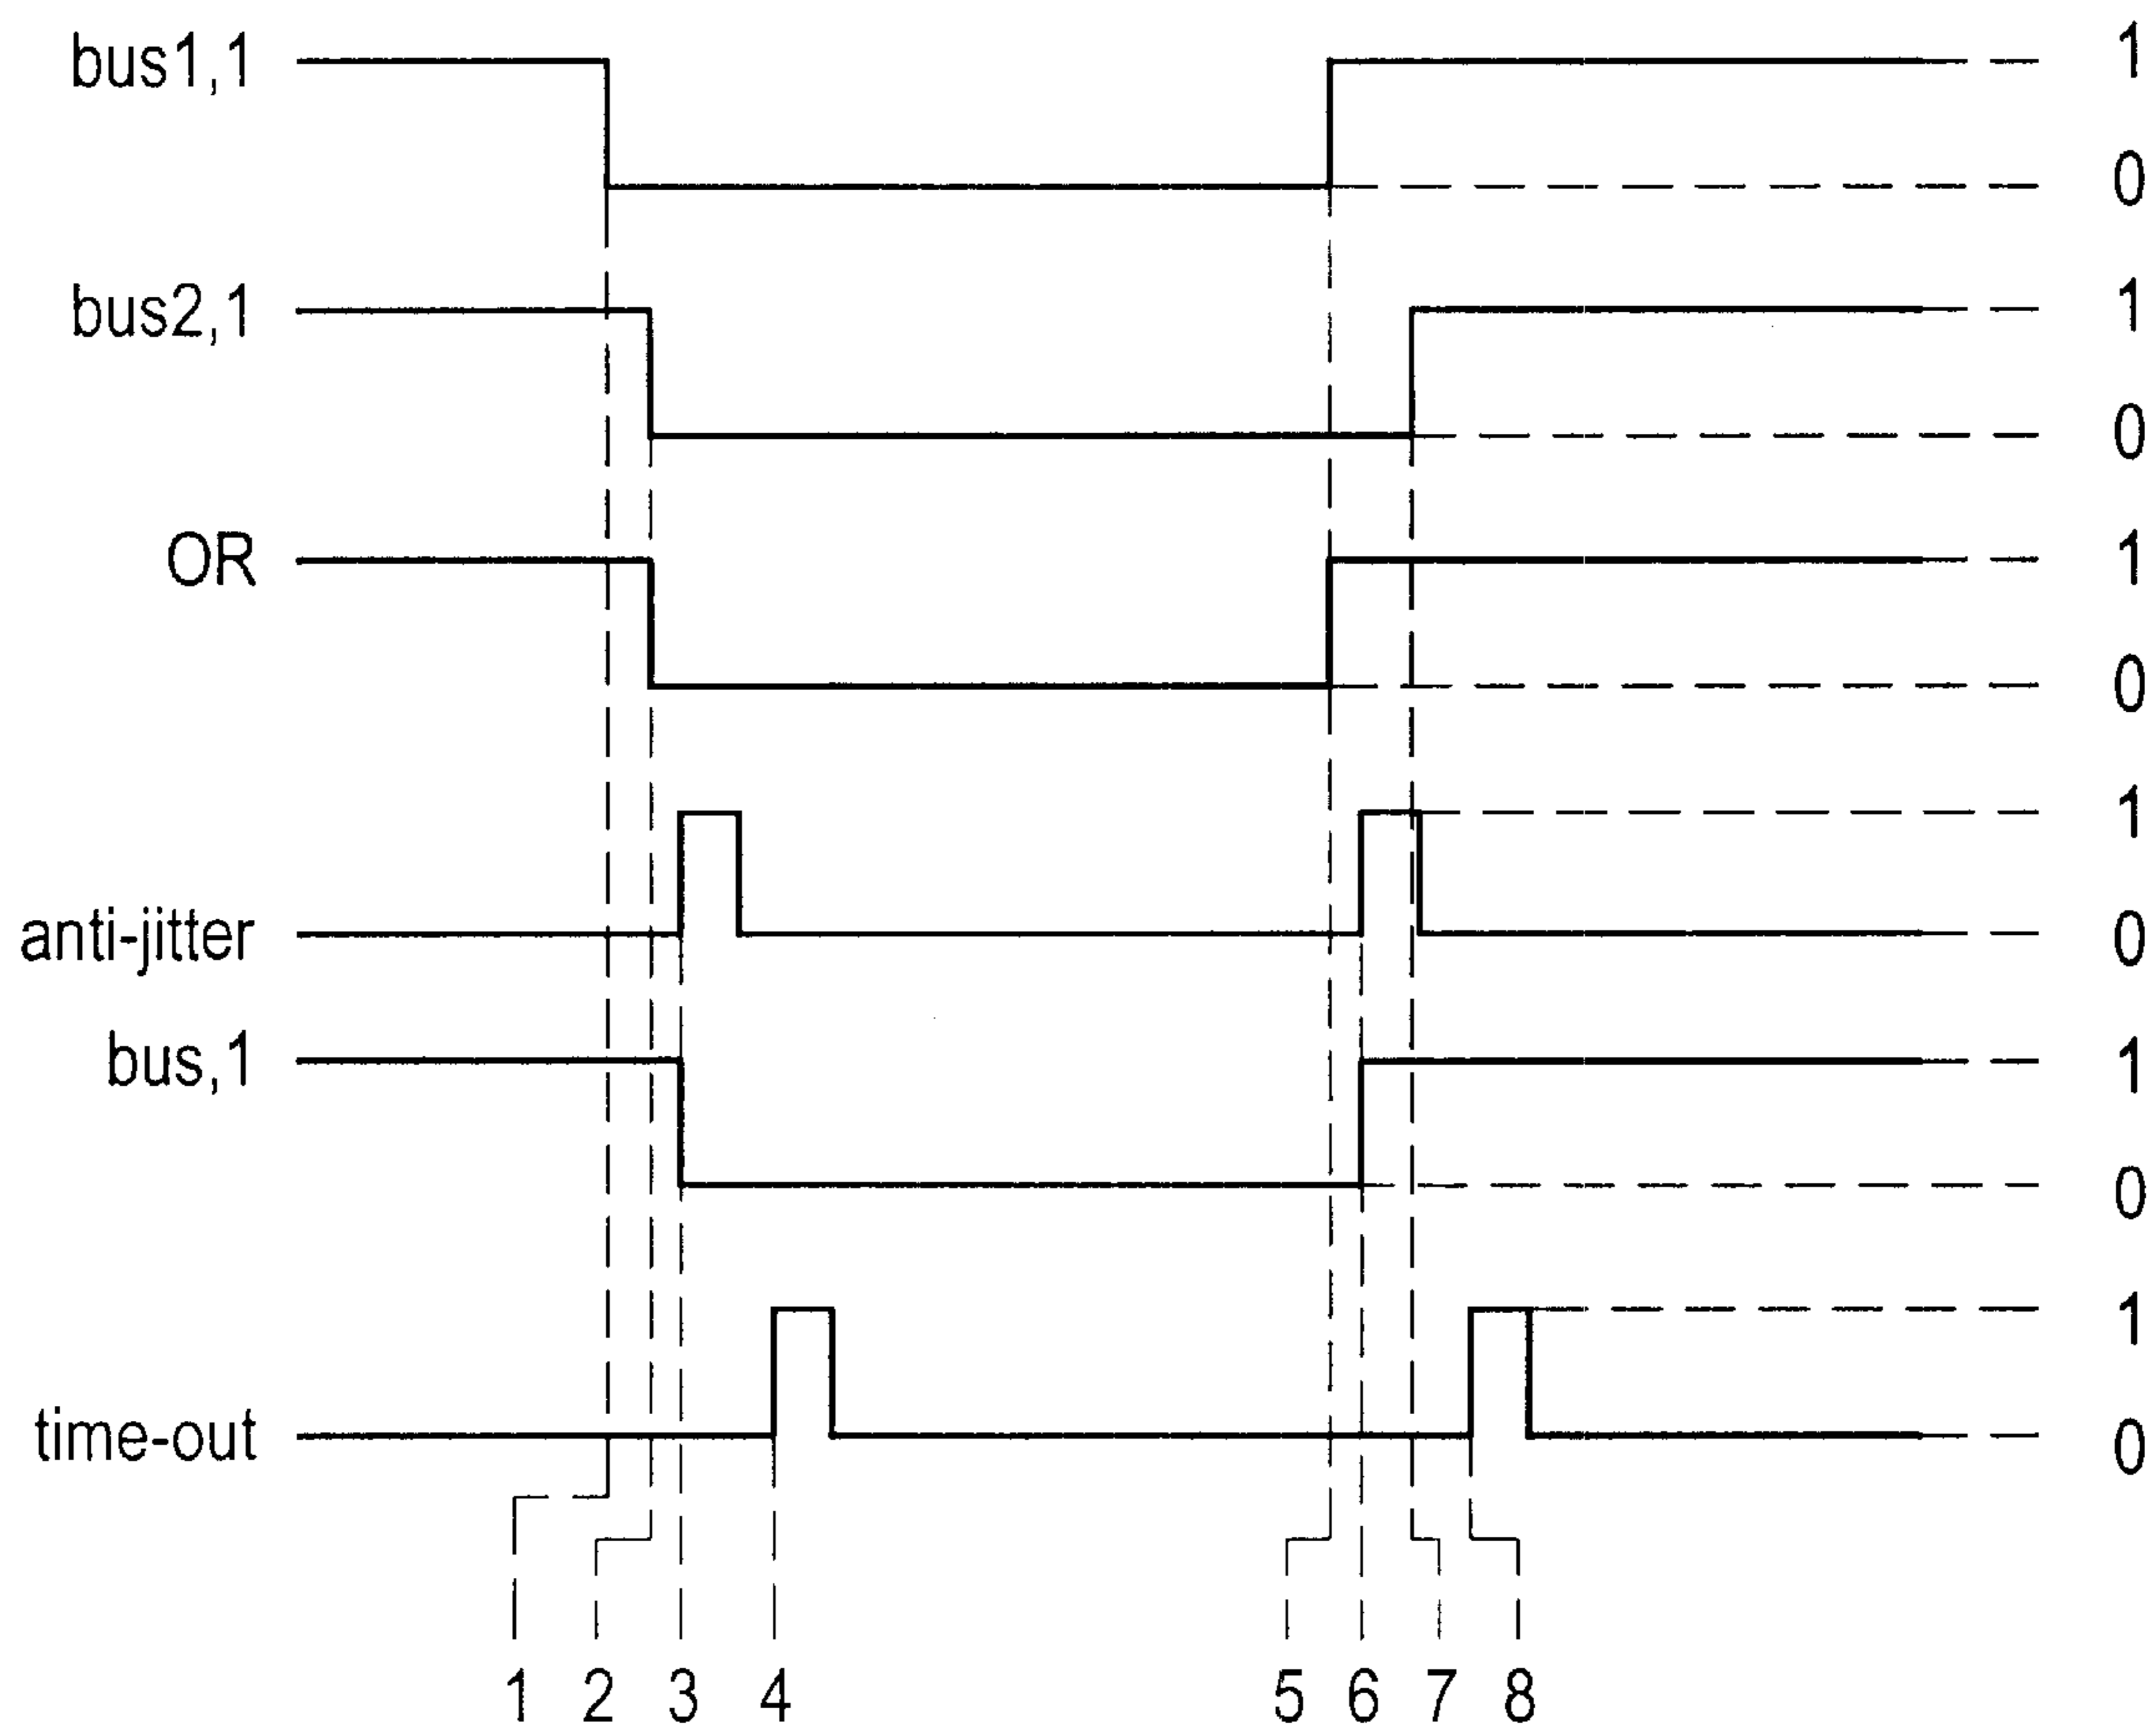 bus1,1 1
0
bus2,1 1
0
OR 1
0
1
anti-jitter 0
bus,1 1
0
1
time-out 0
1 2 3 4 5 6 7 8